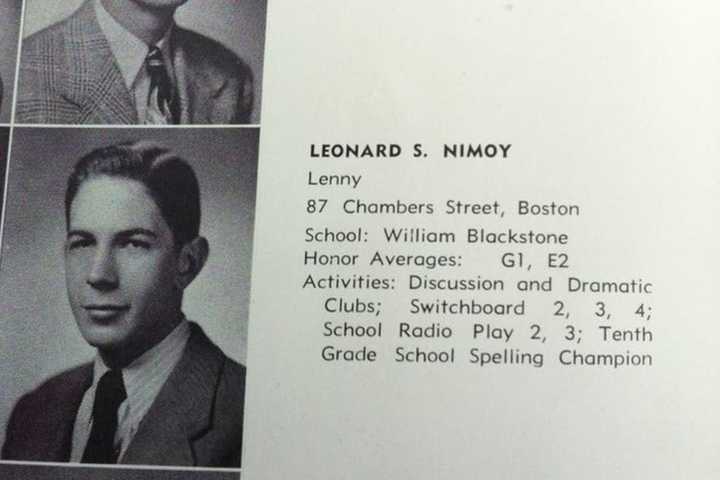 LEONARD S. NIMOY
Lenny
87 Chambers Street, Boston
School: William Blackstone
Honor Averages: G1, E2
Activities: Discussion and Dramatic
Clubs; Switchboard 2, 3, 4;
School Radio Play 2, 3; Tenth
Grade School Spelling Champion